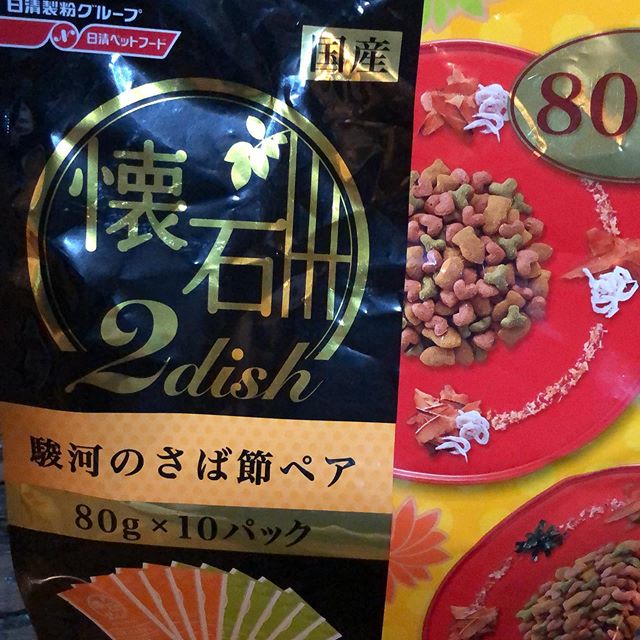 日清製粉グループ
日清ペットフード
国産
懐石
2dish
駿河のさば節ペア
80g×10パック
80